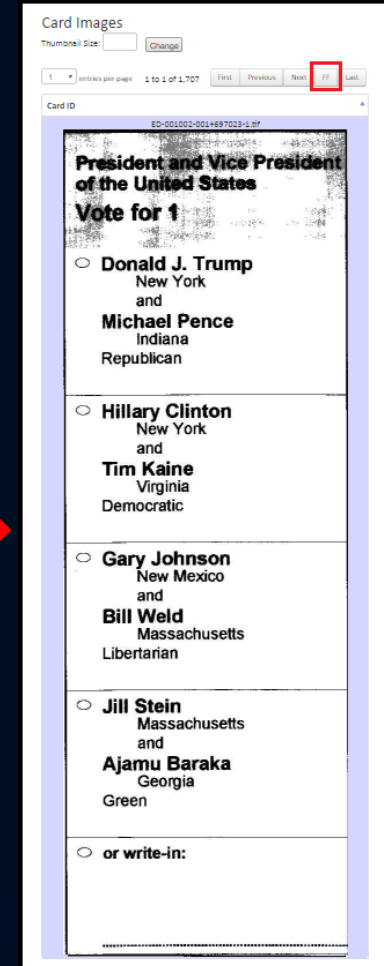 Card Images
Thumbnail Size: Change
1 entries per page 1 to 1 of 1,707 First Previous Next FF Last
Card ID
ED-001002-001+697023-1.tif
President and Vice President
of the United States
Vote for 1
Donald J. Trump
New York
and
Michael Pence
Indiana
Republican
Hillary Clinton
New York
and
Tim Kaine
Virginia
Democratic
Gary Johnson
New Mexico
and
Bill Weld
Massachusetts
Libertarian
Jill Stein
Massachusetts
and
Ajamu Baraka
Georgia
Green
or write-in: